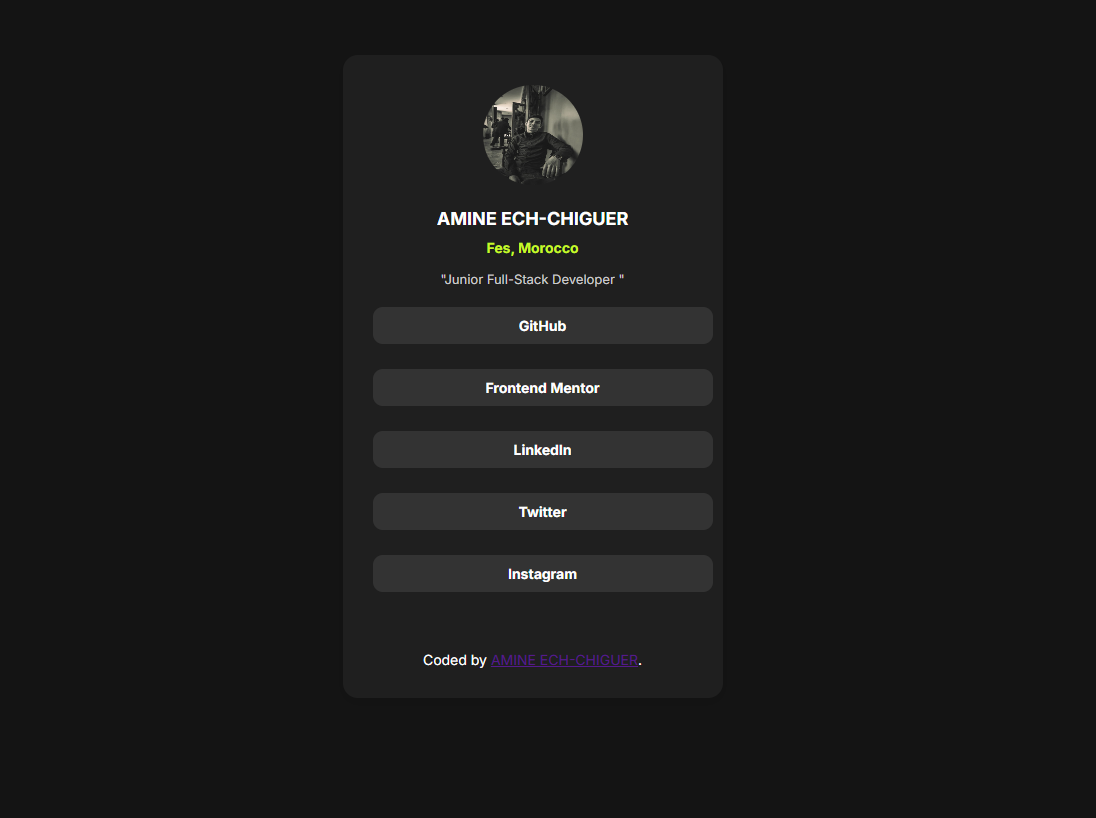 AMINE ECH-CHIGUER
Fes, Morocco
"Junior Full-Stack Developer "
GitHub
Frontend Mentor
LinkedIn
Twitter
Instagram
Coded by AMINE ECH-CHIGUER.